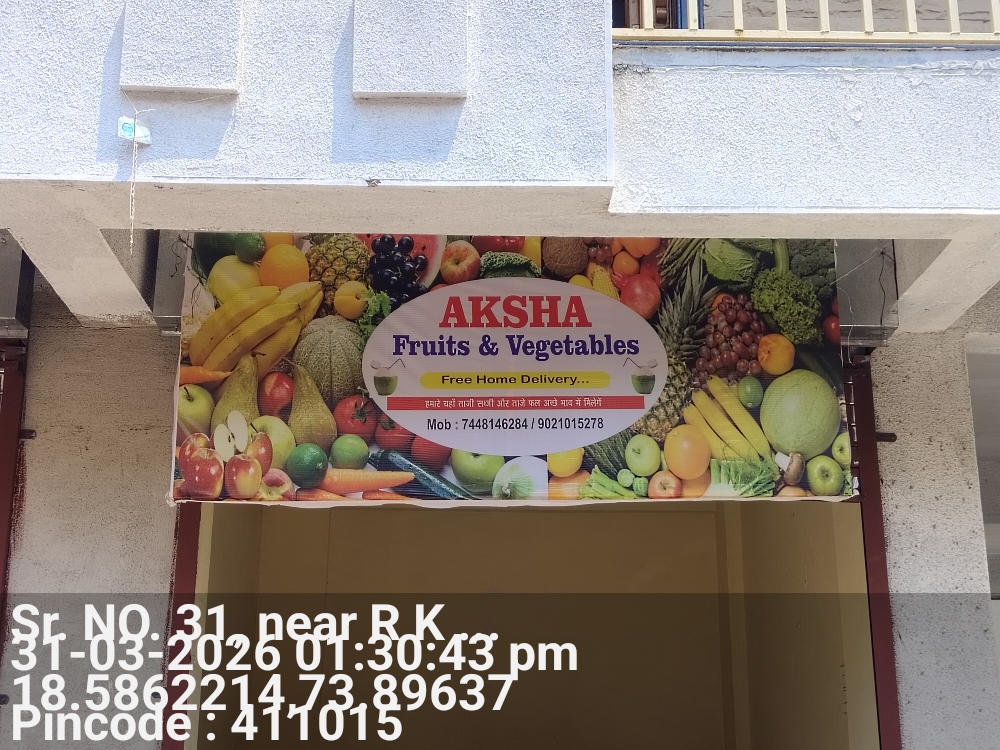 AKSHA
Fruits & Vegetables
Free Home Delivery...
हमारे यहाँ ताजी सब्जी और ताजे फल अच्छे भाव में मिलेगें
Mob : 7448146284 / 9021015278
Sr. NO. 31, near R.K....
31-03-2026 01:30:43 pm
18.5862214,73.89637
Pincode : 411015